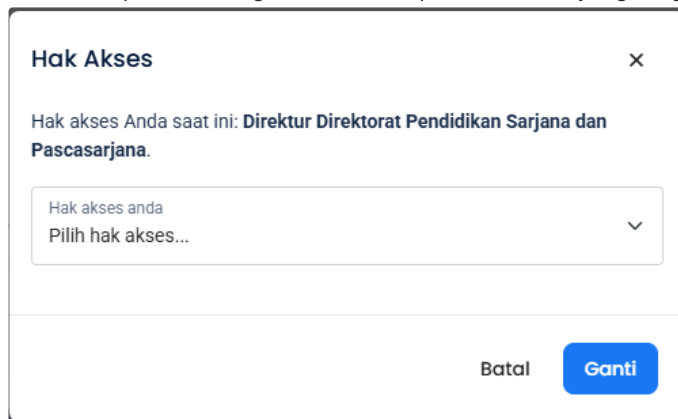 Hak Akses
Hak akses Anda saat ini: Direktur Direktorat Pendidikan Sarjana dan
Pascasarjana.
Hak akses anda
Pilih hak akses...
Batal
Ganti